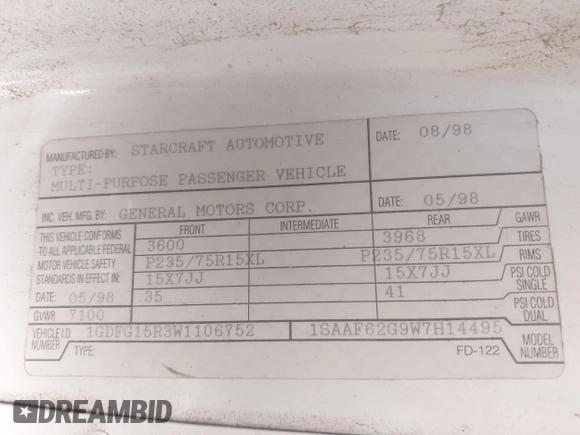 MANUFACTURED BY: STARCRAFT AUTOMOTIVE DATE: 08/98
TYPE:
MULTI-PURPOSE PASSENGER VEHICLE
INC. VEH. MFG. BY: GENERAL MOTORS CORP. DATE: 05/98
THIS VEHICLE CONFORMS FRONT INTERMEDIATE REAR GAWR
TO ALL APPLICABLE FEDERAL 3600 3968 TIRES
MOTOR VEHICLE SAFETY P235/75R15XL P235/75R15XL RIMS
STANDARDS IN EFFECT IN: 15X7JJ 15X7JJ PSI COLD SINGLE
DATE: 05/98 35 41 PSI COLD DUAL
GVWR 7100
VEHICLE I.D. NUMBER 1GDFG15R3W1106752 1SAAF62G9W7H14495 MODEL NUMBER
TYPE: FD-122
DREAMBID